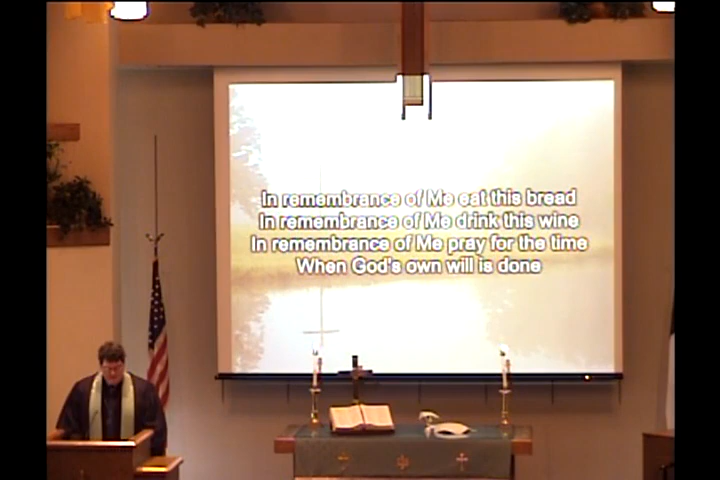 In remembrance of Me eat this bread
In remembrance of Me drink this wine
In remembrance of Me pray for the time
When God's own will is done